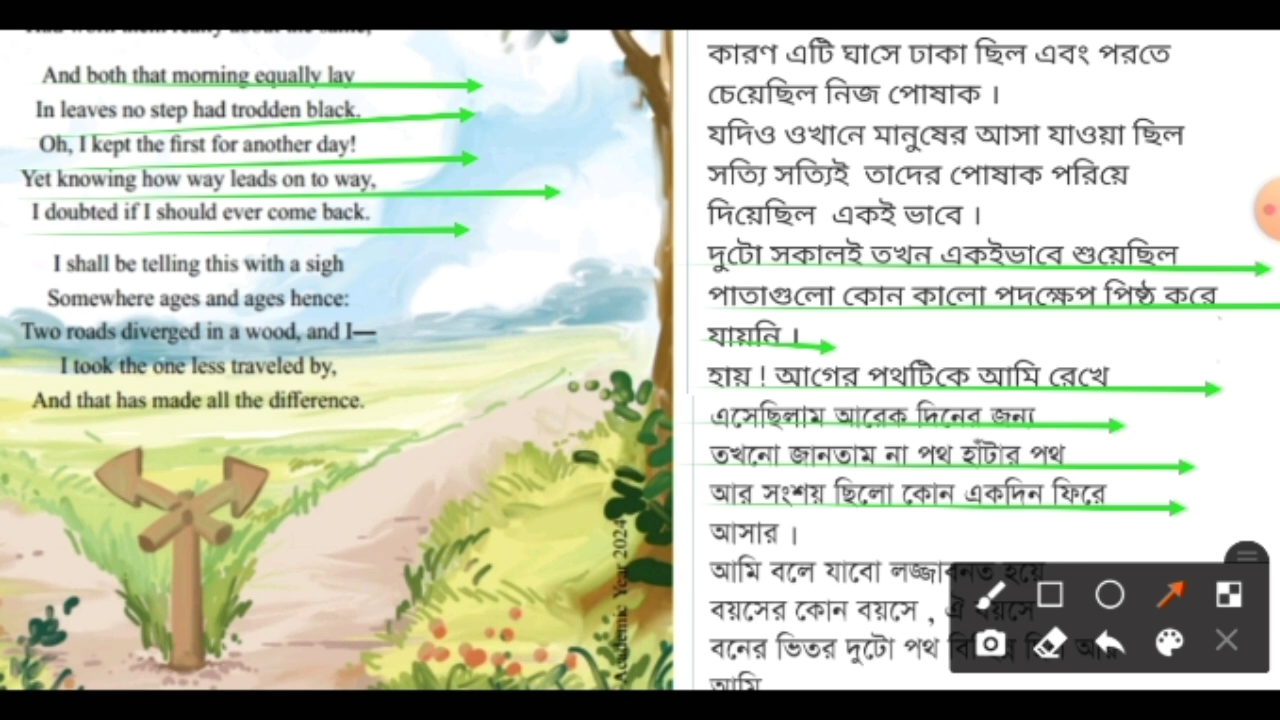 And both that morning equally lay
In leaves no step had trodden black.
Oh, I kept the first for another day!
Yet knowing how way leads on to way,
I doubted if I should ever come back.
I shall be telling this with a sigh
Somewhere ages and ages hence:
Two roads diverged in a wood, and I—
I took the one less traveled by,
And that has made all the difference.
Academic Year 2024
কারণ এটি ঘাসে ঢাকা ছিল এবং পরতে
চেয়েছিল নিজ পোষাক ।
যদিও ওখানে মানুষের আসা যাওয়া ছিল
সত্যি সত্যিই তাদের পোষাক পরিয়ে
দিয়েছিল একই ভাবে ।
দুটো সকালই তখন একইভাবে শুয়েছিল
পাতাগুলো কোন কালো পদক্ষেপ পিষ্ঠ করে
যায়নি ।
হায় ! আগের পথটিকে আমি রেখে
এসেছিলাম আরেক দিনের জন্য
তখনো জানতাম না পথ হাঁটার পথ
আর সংশয় ছিলো কোন একদিন ফিরে
আসার ।
আমি বলে যাবো লজ্জাবনত হয়ে
বয়সের কোন বয়সে , ঐ বয়সে
বনের ভিতর দুটো পথ
আমি